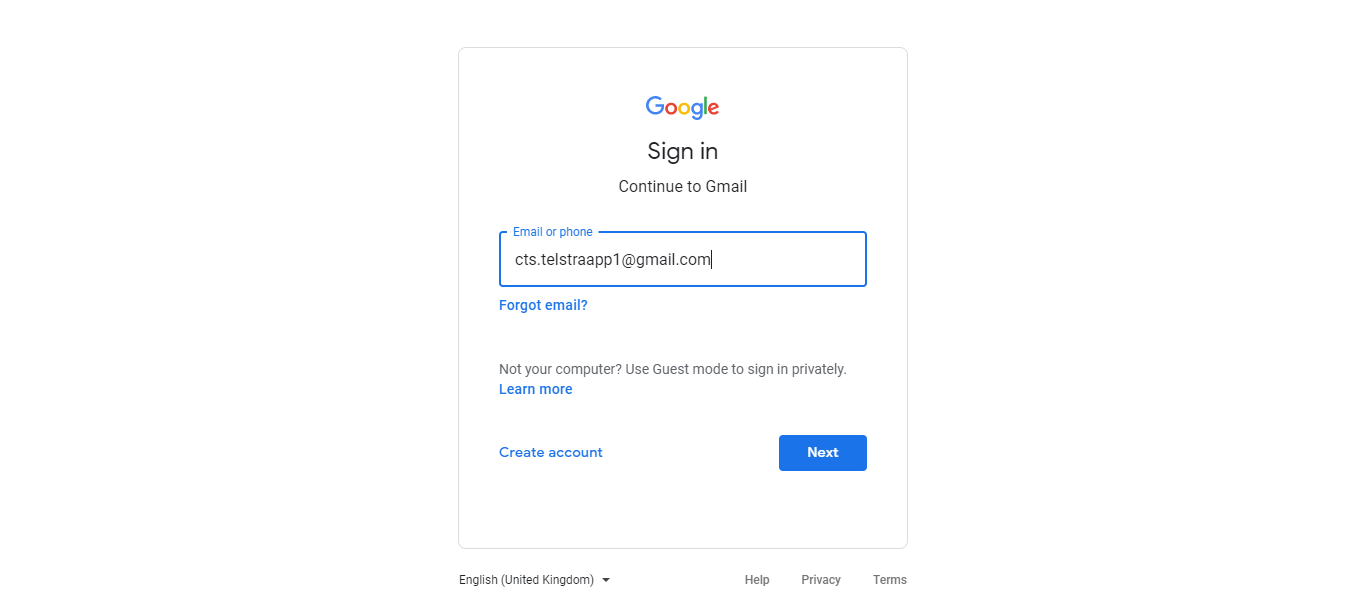 Google
Sign in
Continue to Gmail
Email or phone
cts.telstraapp1@gmail.com
Forgot email?
Not your computer? Use Guest mode to sign in privately.
Learn more
Create account
Next
English (United Kingdom)
Help
Privacy
Terms